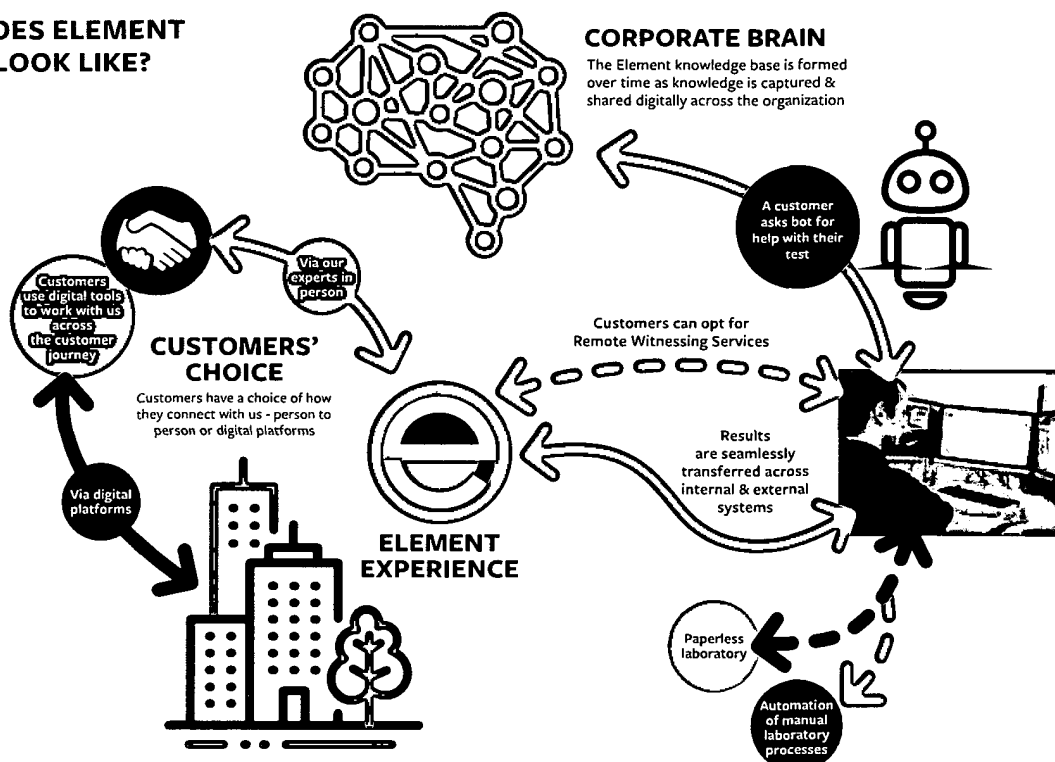 OES ELEMENT
LOOK LIKE?
CORPORATE BRAIN
The Element knowledge base is formed
over time as knowledge is captured &
shared digitally across the organization
A customer
asks bot for
help with their
test
Via our
experts in
person
Customers
use digital tools
to work with us
across
the customer
journey
CUSTOMERS'
CHOICE
Customers have a choice of how
they connect with us - person to
person or digital platforms
Customers can opt for
Remote Witnessing Services
Results
are seamlessly
transferred across
internal & external
systems
Via digital
platforms
ELEMENT
EXPERIENCE
Paperless
laboratory
Automation
of manual
laboratory
processes